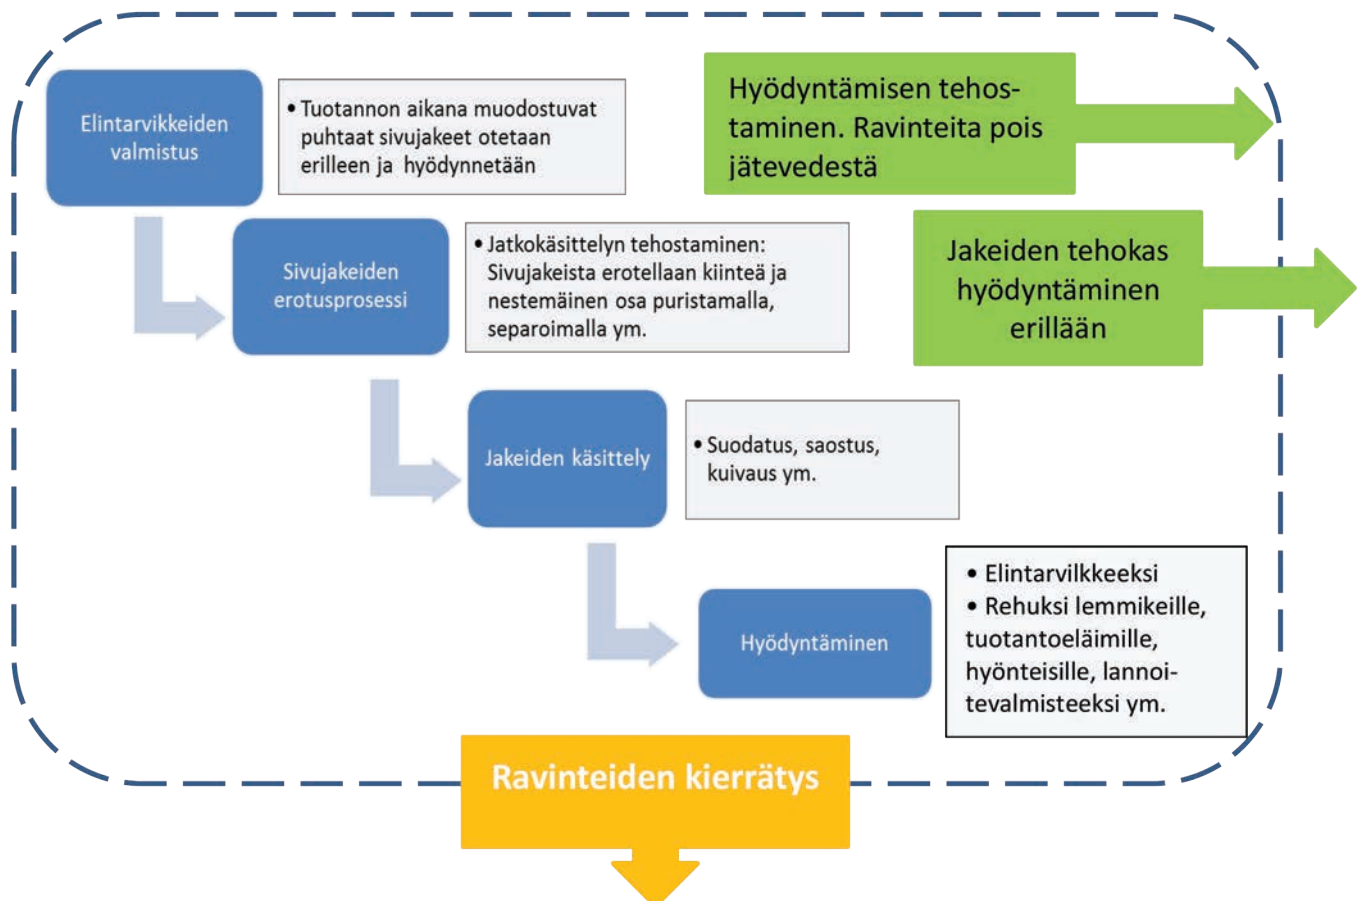 Elintarvikkeiden
valmistus
• Tuotannon aikana muodostuvat
puhtaat sivujakeet otetaan
erilleen ja hyödynnetään
Hyödyntämisen tehos-
taminen. Ravinteita pois
jätevedestä
Sivujakeiden
erotusprosessi
• Jatkokäsittelyn tehostaminen:
Sivujakeista erotellaan kiinteä ja
nestemäinen osa puristamalla,
separoimalla ym.
Jakeiden tehokas
hyödyntäminen
erillään
Jakeiden käsittely
• Suodatus, saostus,
kuivaus ym.
Hyödyntäminen
• Elintarvilkkeeksi
• Rehuksi lemmikeille,
tuotantoeläimille,
hyönteisille, lannoi-
tevalmisteeksi ym.
Ravinteiden kierrätys